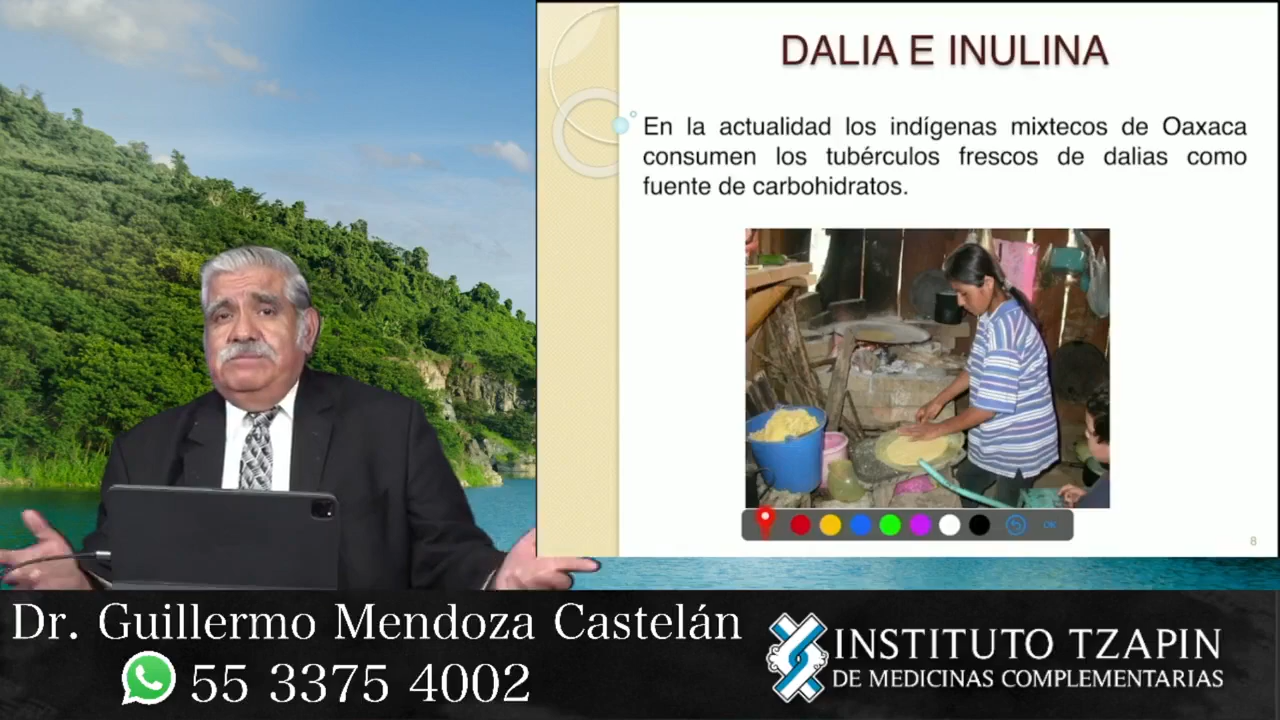 DALIA E INULINA
En la actualidad los indígenas mixtecos de Oaxaca
consumen los tubérculos frescos de dalias como
fuente de carbohidratos.
OK
8
Dr. Guillermo Mendoza Castelán
55 3375 4002
INSTITUTO TZAPIN
DE MEDICINAS COMPLEMENTARIAS